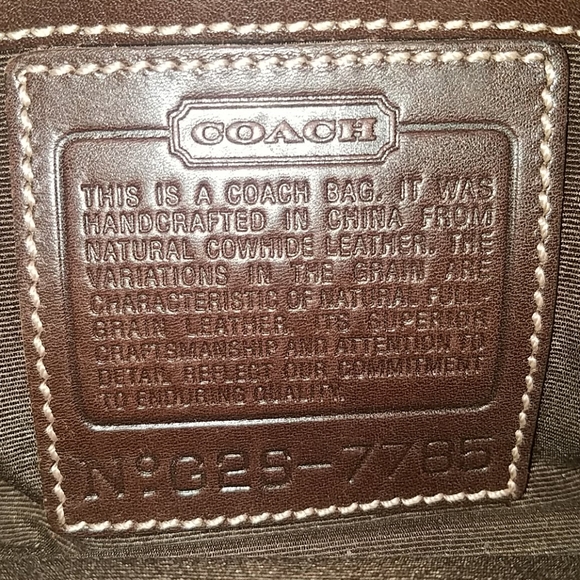 COACH
THIS IS A COACH BAG. IT WAS
HANDCRAFTED IN CHINA FROM
NATURAL COWHIDE LEATHER. THE
VARIATIONS IN THE GRAIN ARE
CHARACTERISTIC OF NATURAL FULL
GRAIN LEATHER. ITS SUPERIOR
CRAFTSMANSHIP AND ATTENTION TO
DETAIL REFLECT OUR COMMITMENT
TO ENDURING QUALITY.
Nº G2S-7785